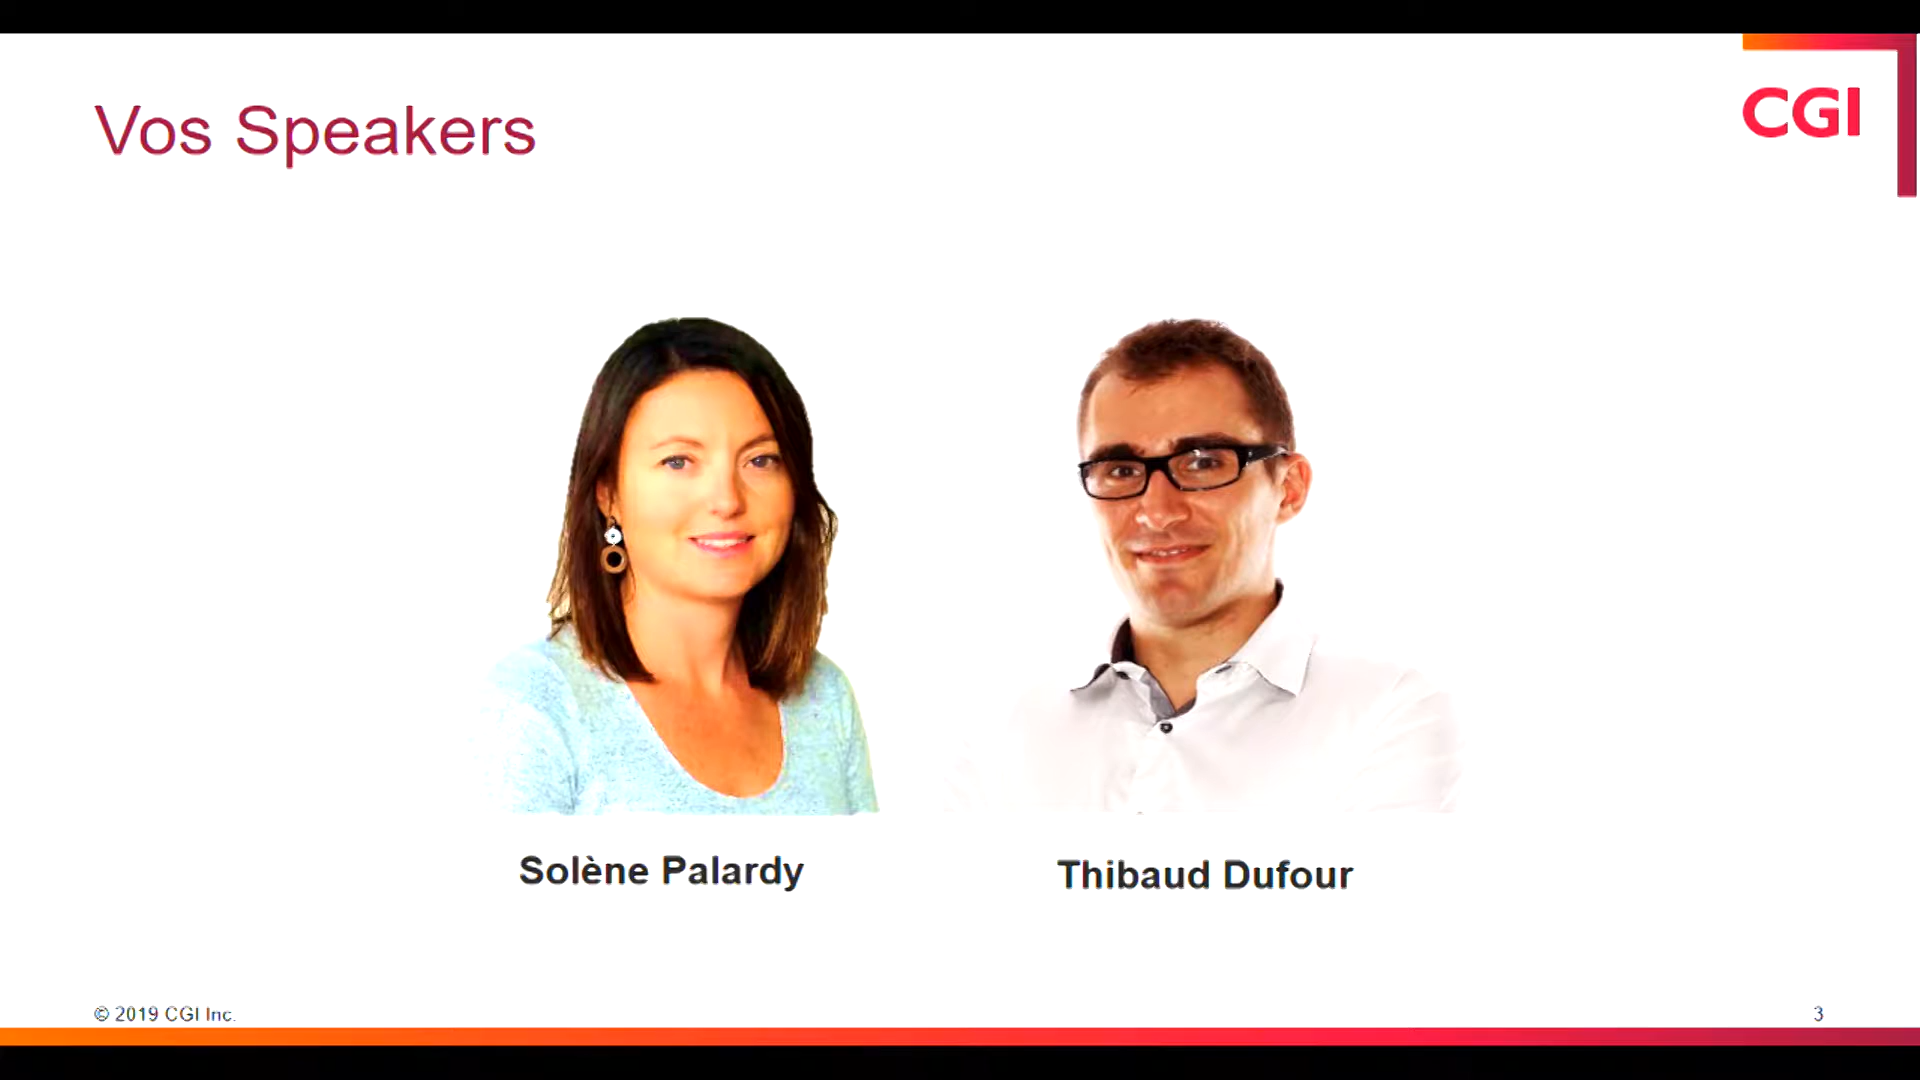 Vos Speakers
CGI
Solène Palardy
Thibaud Dufour
© 2019 CGI Inc.
3